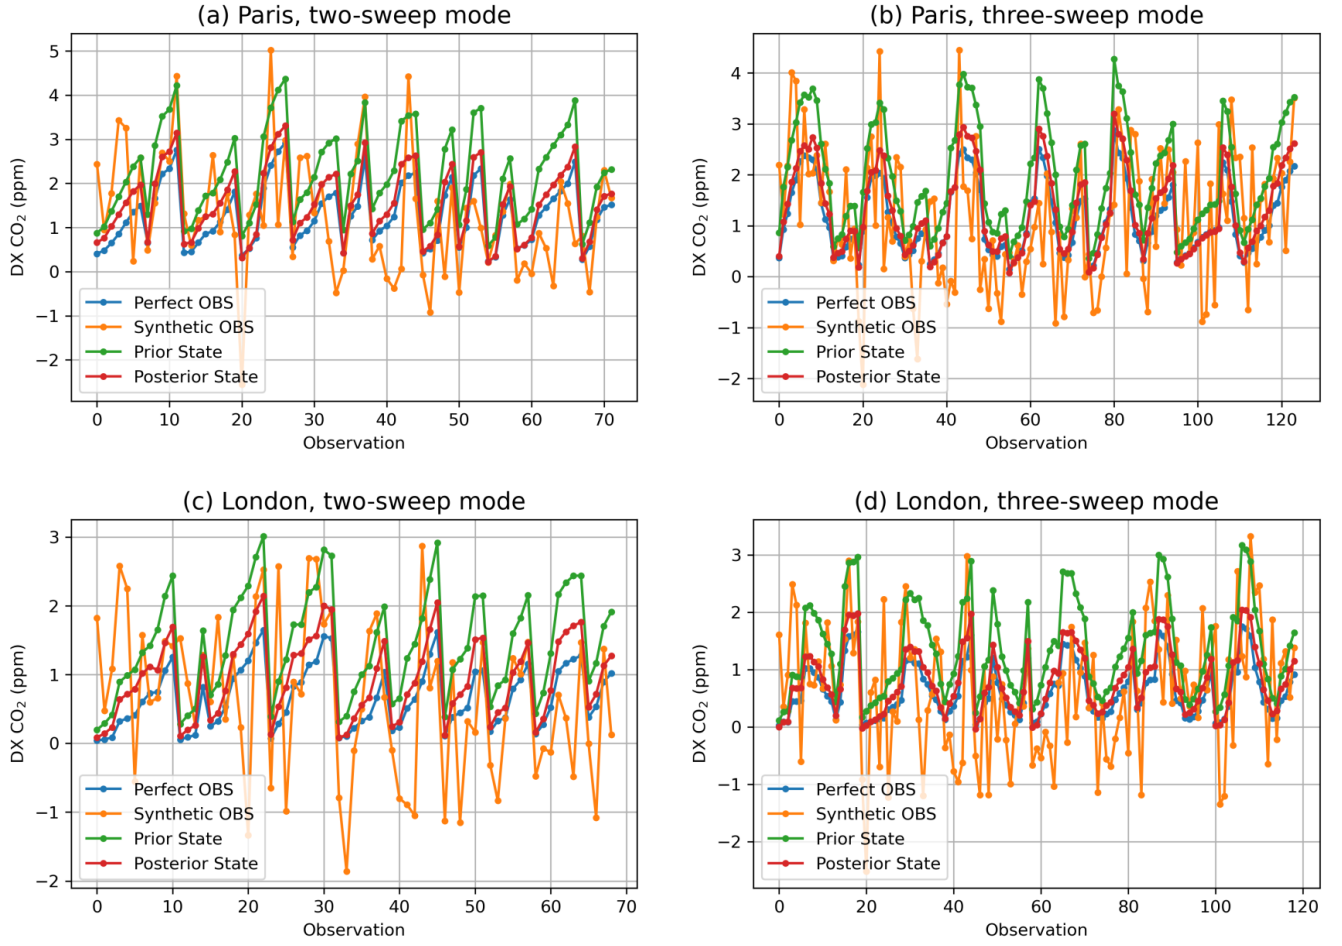 (a) Paris, two-sweep mode
DX CO₂ (ppm)
5
4
3
2
1
0
−1
−2
Perfect OBS
Synthetic OBS
Prior State
Posterior State
0 10 20 30 40 50 60 70
Observation
(b) Paris, three-sweep mode
DX CO₂ (ppm)
4
3
2
1
0
−1
−2
Perfect OBS
Synthetic OBS
Prior State
Posterior State
0 20 40 60 80 100 120
Observation
(c) London, two-sweep mode
DX CO₂ (ppm)
3
2
1
0
−1
−2
Perfect OBS
Synthetic OBS
Prior State
Posterior State
0 10 20 30 40 50 60 70
Observation
(d) London, three-sweep mode
DX CO₂ (ppm)
3
2
1
0
−1
−2
Perfect OBS
Synthetic OBS
Prior State
Posterior State
0 20 40 60 80 100 120
Observation